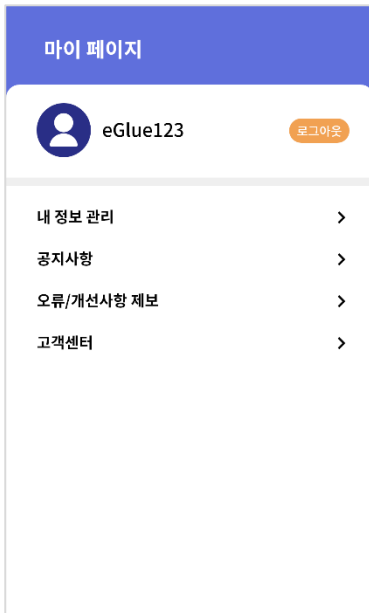 마이 페이지
eGlue123
로그아웃
내 정보 관리
공지사항
오류/개선사항 제보
고객센터